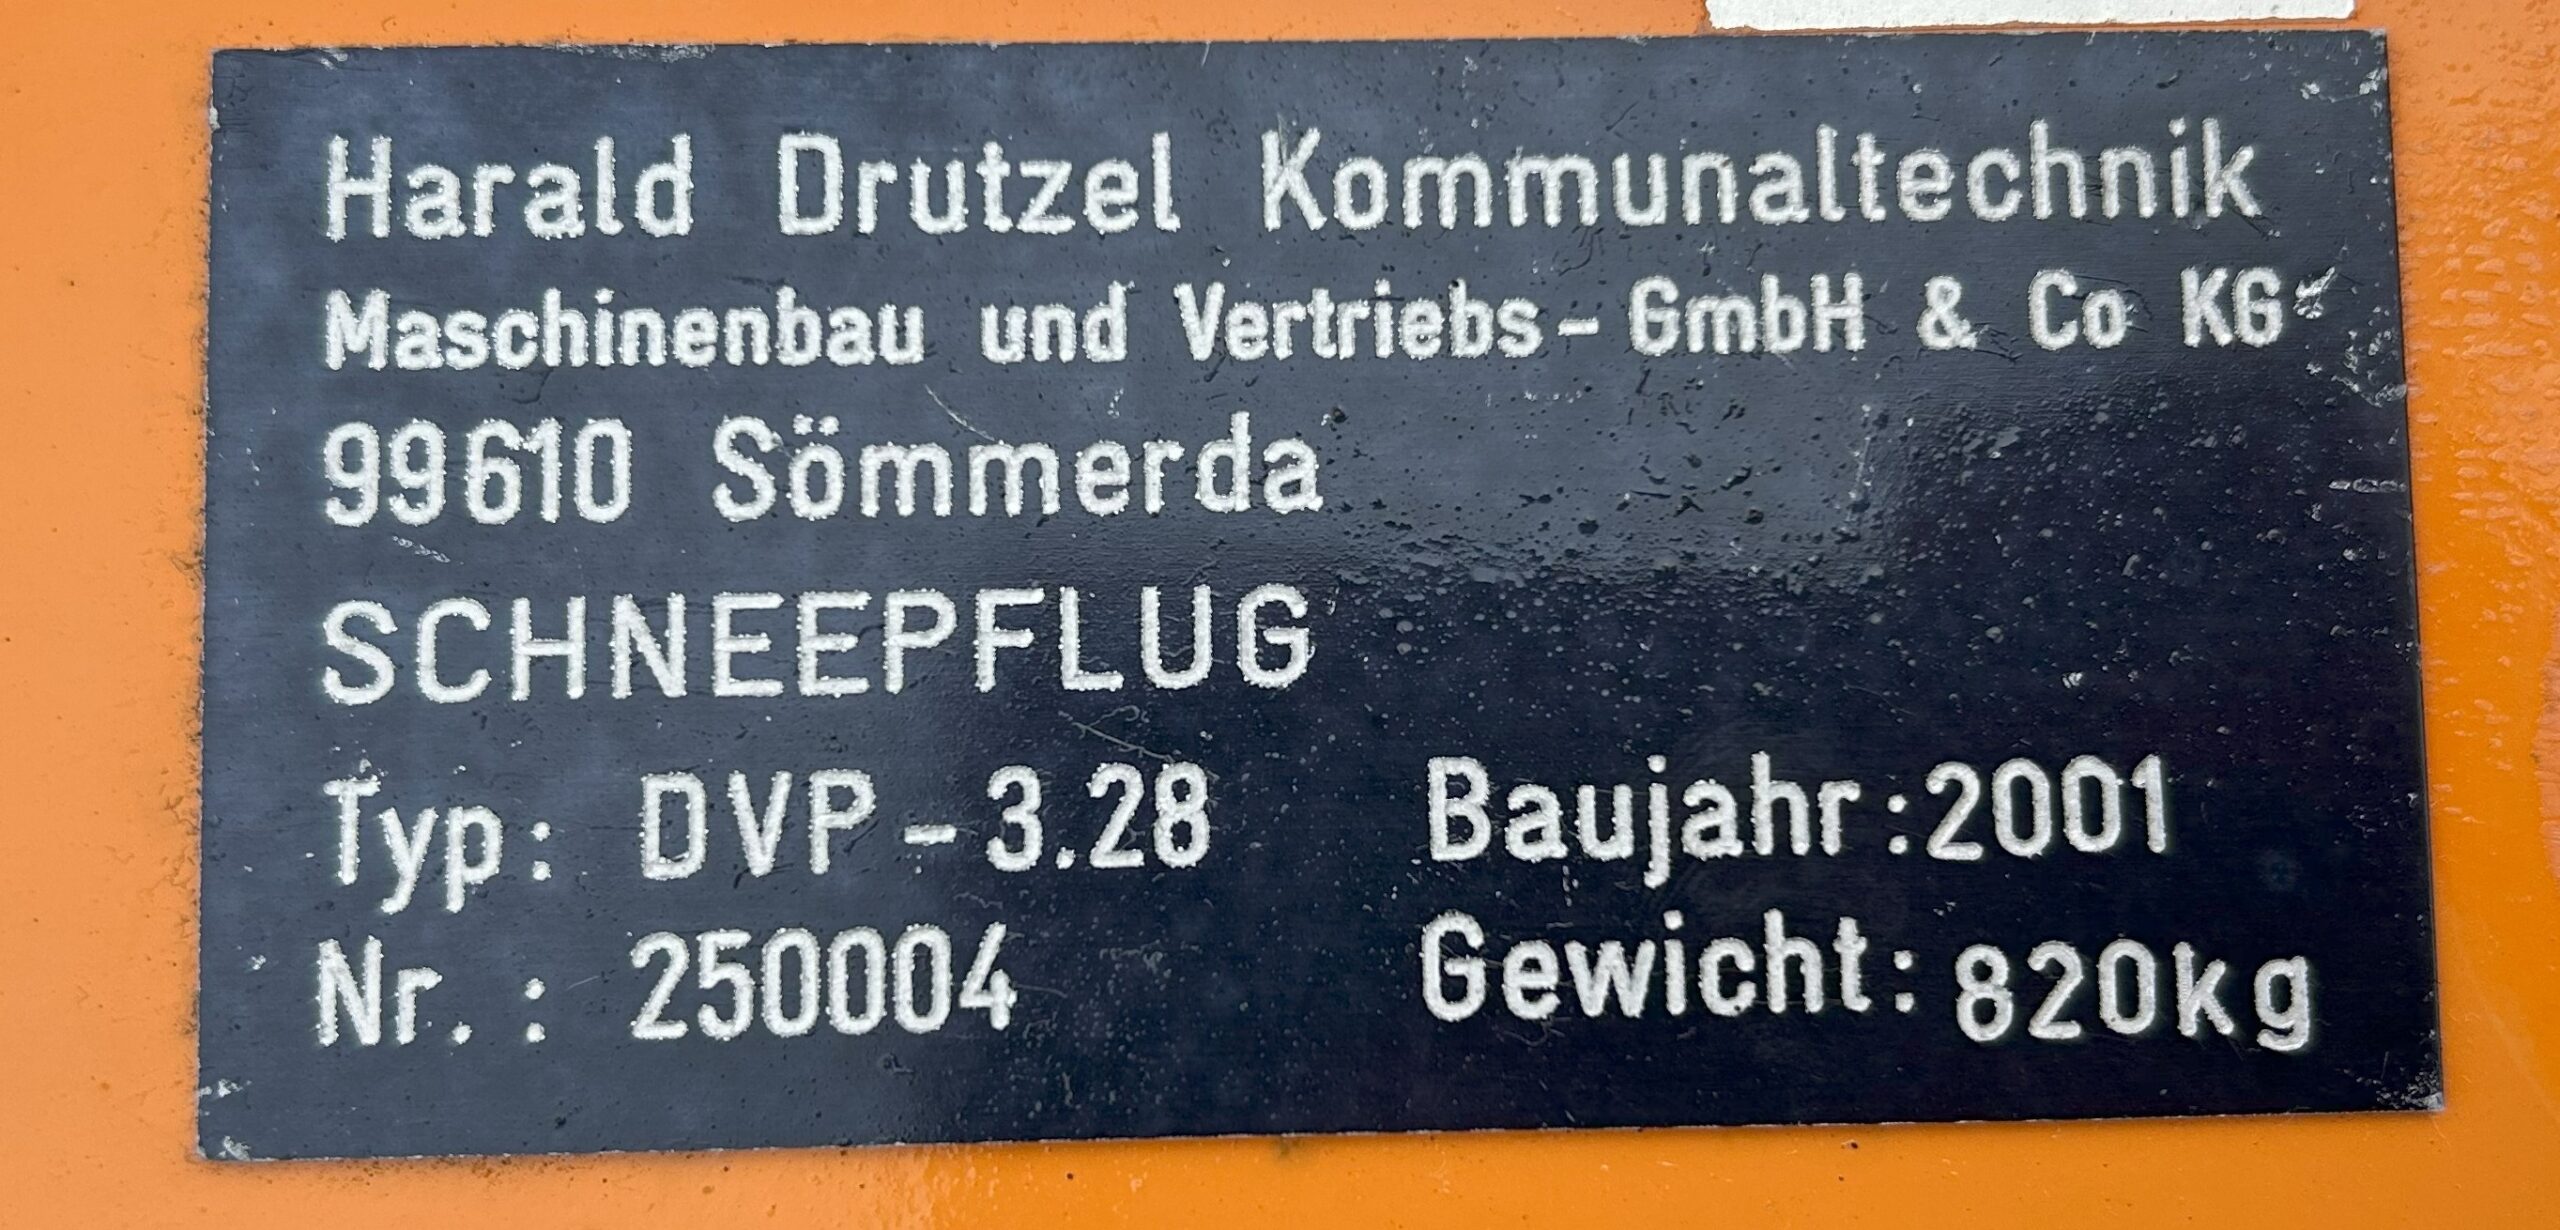 Harald Drutzel Kommunaltechnik
Maschinenbau und Vertriebs- GmbH & Co KG
99610 Sömmerda
SCHNEEPFLUG
Typ: DVP-3.28 Baujahr:2001
Nr. : 250004 Gewicht: 820kg